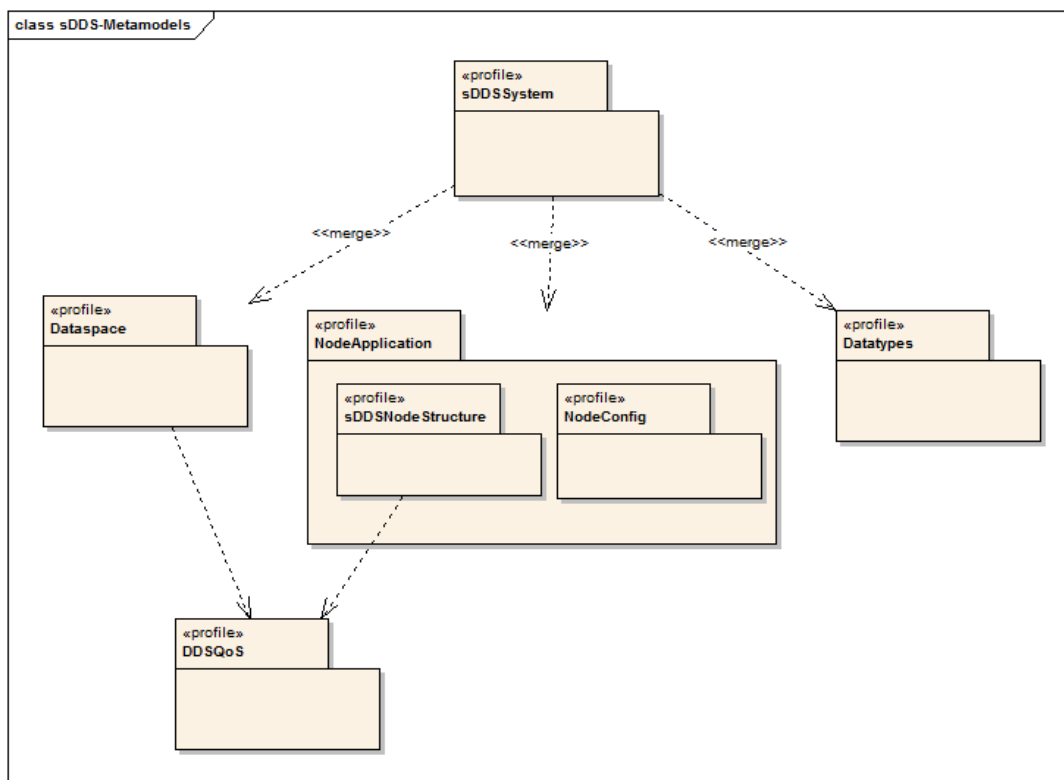 class sDDS-Metamodels
«profile»
sDDSSystem
<<merge>>
<<merge>>
<<merge>>
«profile»
Dataspace
«profile»
NodeApplication
«profile»
Datatypes
«profile»
sDDSNodeStructure
«profile»
NodeConfig
«profile»
DDSQoS